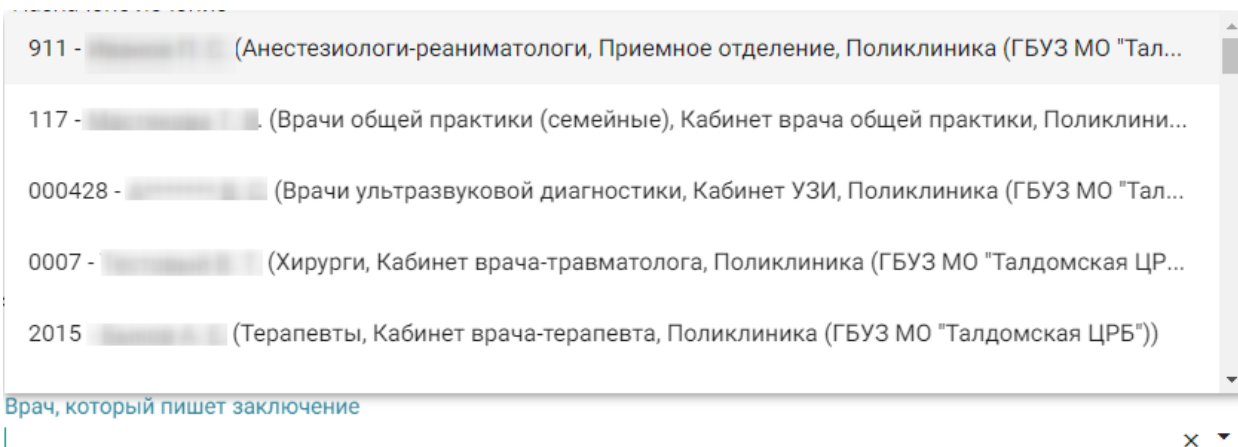 911 - (Анестезиологи-реаниматологи, Приемное отделение, Поликлиника (ГБУЗ МО "Тал...
117 - . (Врачи общей практики (семейные), Кабинет врача общей практики, Поликлини...
000428 - (Врачи ультразвуковой диагностики, Кабинет УЗИ, Поликлиника (ГБУЗ МО "Тал...
0007 - (Хирурги, Кабинет врача-травматолога, Поликлиника (ГБУЗ МО "Талдомская ЦР...
2015 (Терапевты, Кабинет врача-терапевта, Поликлиника (ГБУЗ МО "Талдомская ЦРБ"))
Врач, который пишет заключение